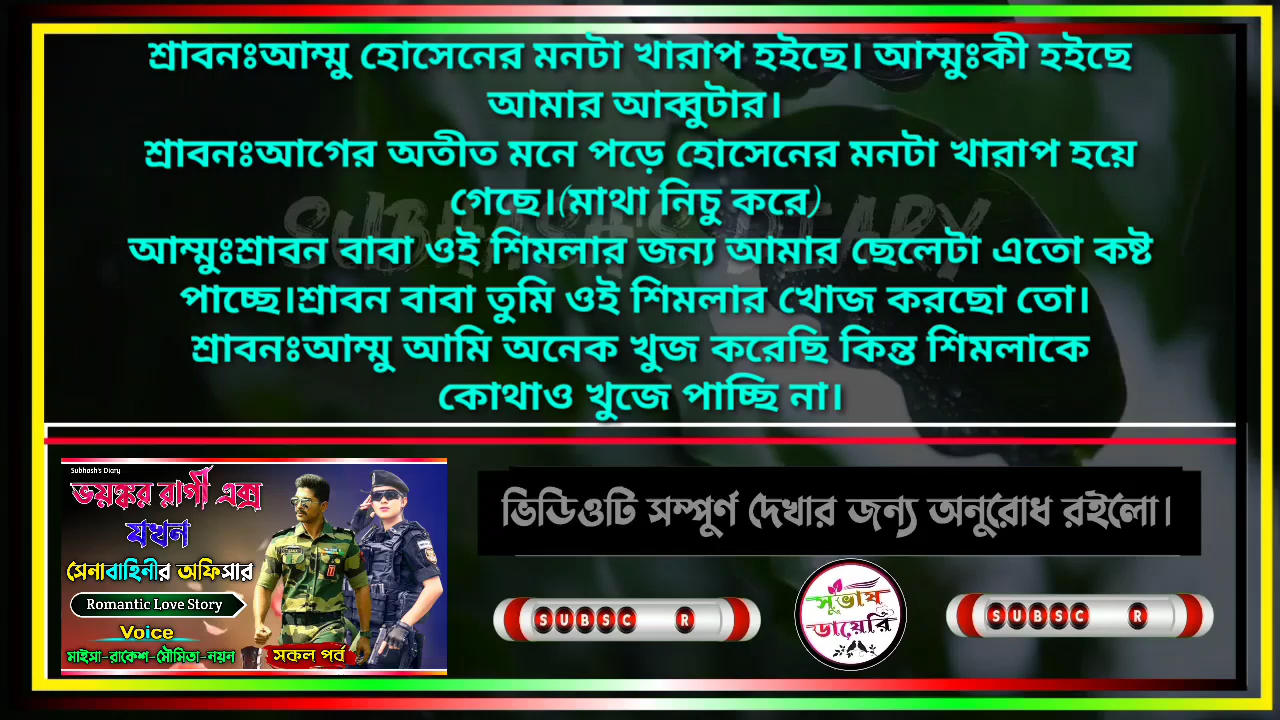 শ্রাবনঃআম্মু হোসেনের মনটা খারাপ হইছে। আম্মুঃকী হইছে
আমার আব্বুটার।
শ্রাবনঃআগের অতীত মনে পড়ে হোসেনের মনটা খারাপ হয়ে
গেছে।(মাথা নিচু করে)
আম্মুঃশ্রাবন বাবা ওই শিমলার জন্য আমার ছেলেটা এতো কষ্ট
পাচ্ছে।শ্রাবন বাবা তুমি ওই শিমলার খোজ করছো তো।
শ্রাবনঃআম্মু আমি অনেক খুজ করেছি কিন্ত শিমলাকে
কোথাও খুজে পাচ্ছি না।
SUBHASH'S DIARY
Subhash's Diary
ভয়ঙ্কর রাগী এক্স
যখন
সেনাবাহিনীর অফিসার
Romantic Love Story
Voice
মাইসা-রাকেশ-মৌমিতা-নয়ন
সকল পর্ব
ভিডিওটি সম্পুর্ণ দেখার জন্য অনুরোধ রইলো।
SUBSC R
সুভাষ
ডায়েরি
SUBSC R